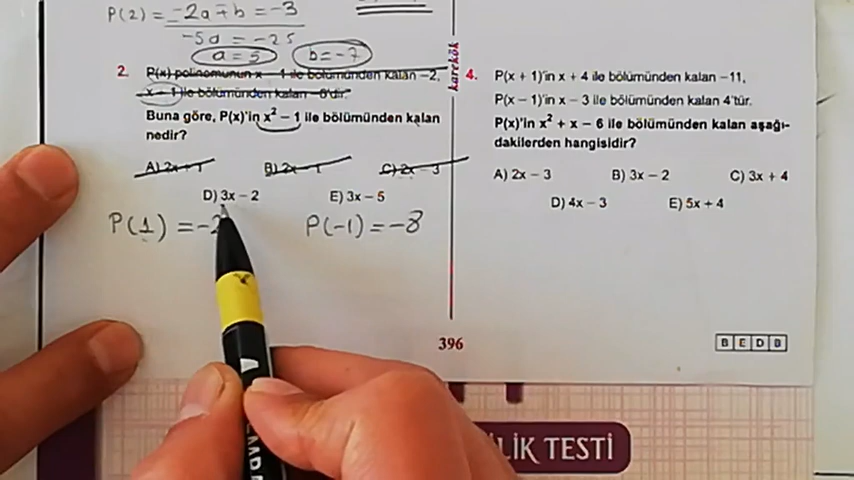 P(2) = -2a + b = -3
-5a = -25
a = 5 b = -7
2. P(x) polinomunun x - 1 ile bölümünden kalan -2,
x + 1 ile bölümünden kalan -8'dir.
Buna göre, P(x)'in x² - 1 ile bölümünden kalan
nedir?
A) 2x + 1 B) 2x - 1 C) 2x - 3
D) 3x - 2 E) 3x - 5
P(1) = -2 P(-1) = -8
karekök
4. P(x + 1)'in x + 4 ile bölümünden kalan -11,
P(x - 1)'in x - 3 ile bölümünden kalan 4'tür.
P(x)'in x² + x - 6 ile bölümünden kalan aşağı-
dakilerden hangisidir?
A) 2x - 3 B) 3x - 2 C) 3x + 4
D) 4x - 3 E) 5x + 4
396
B E D B
LİK TESTİ